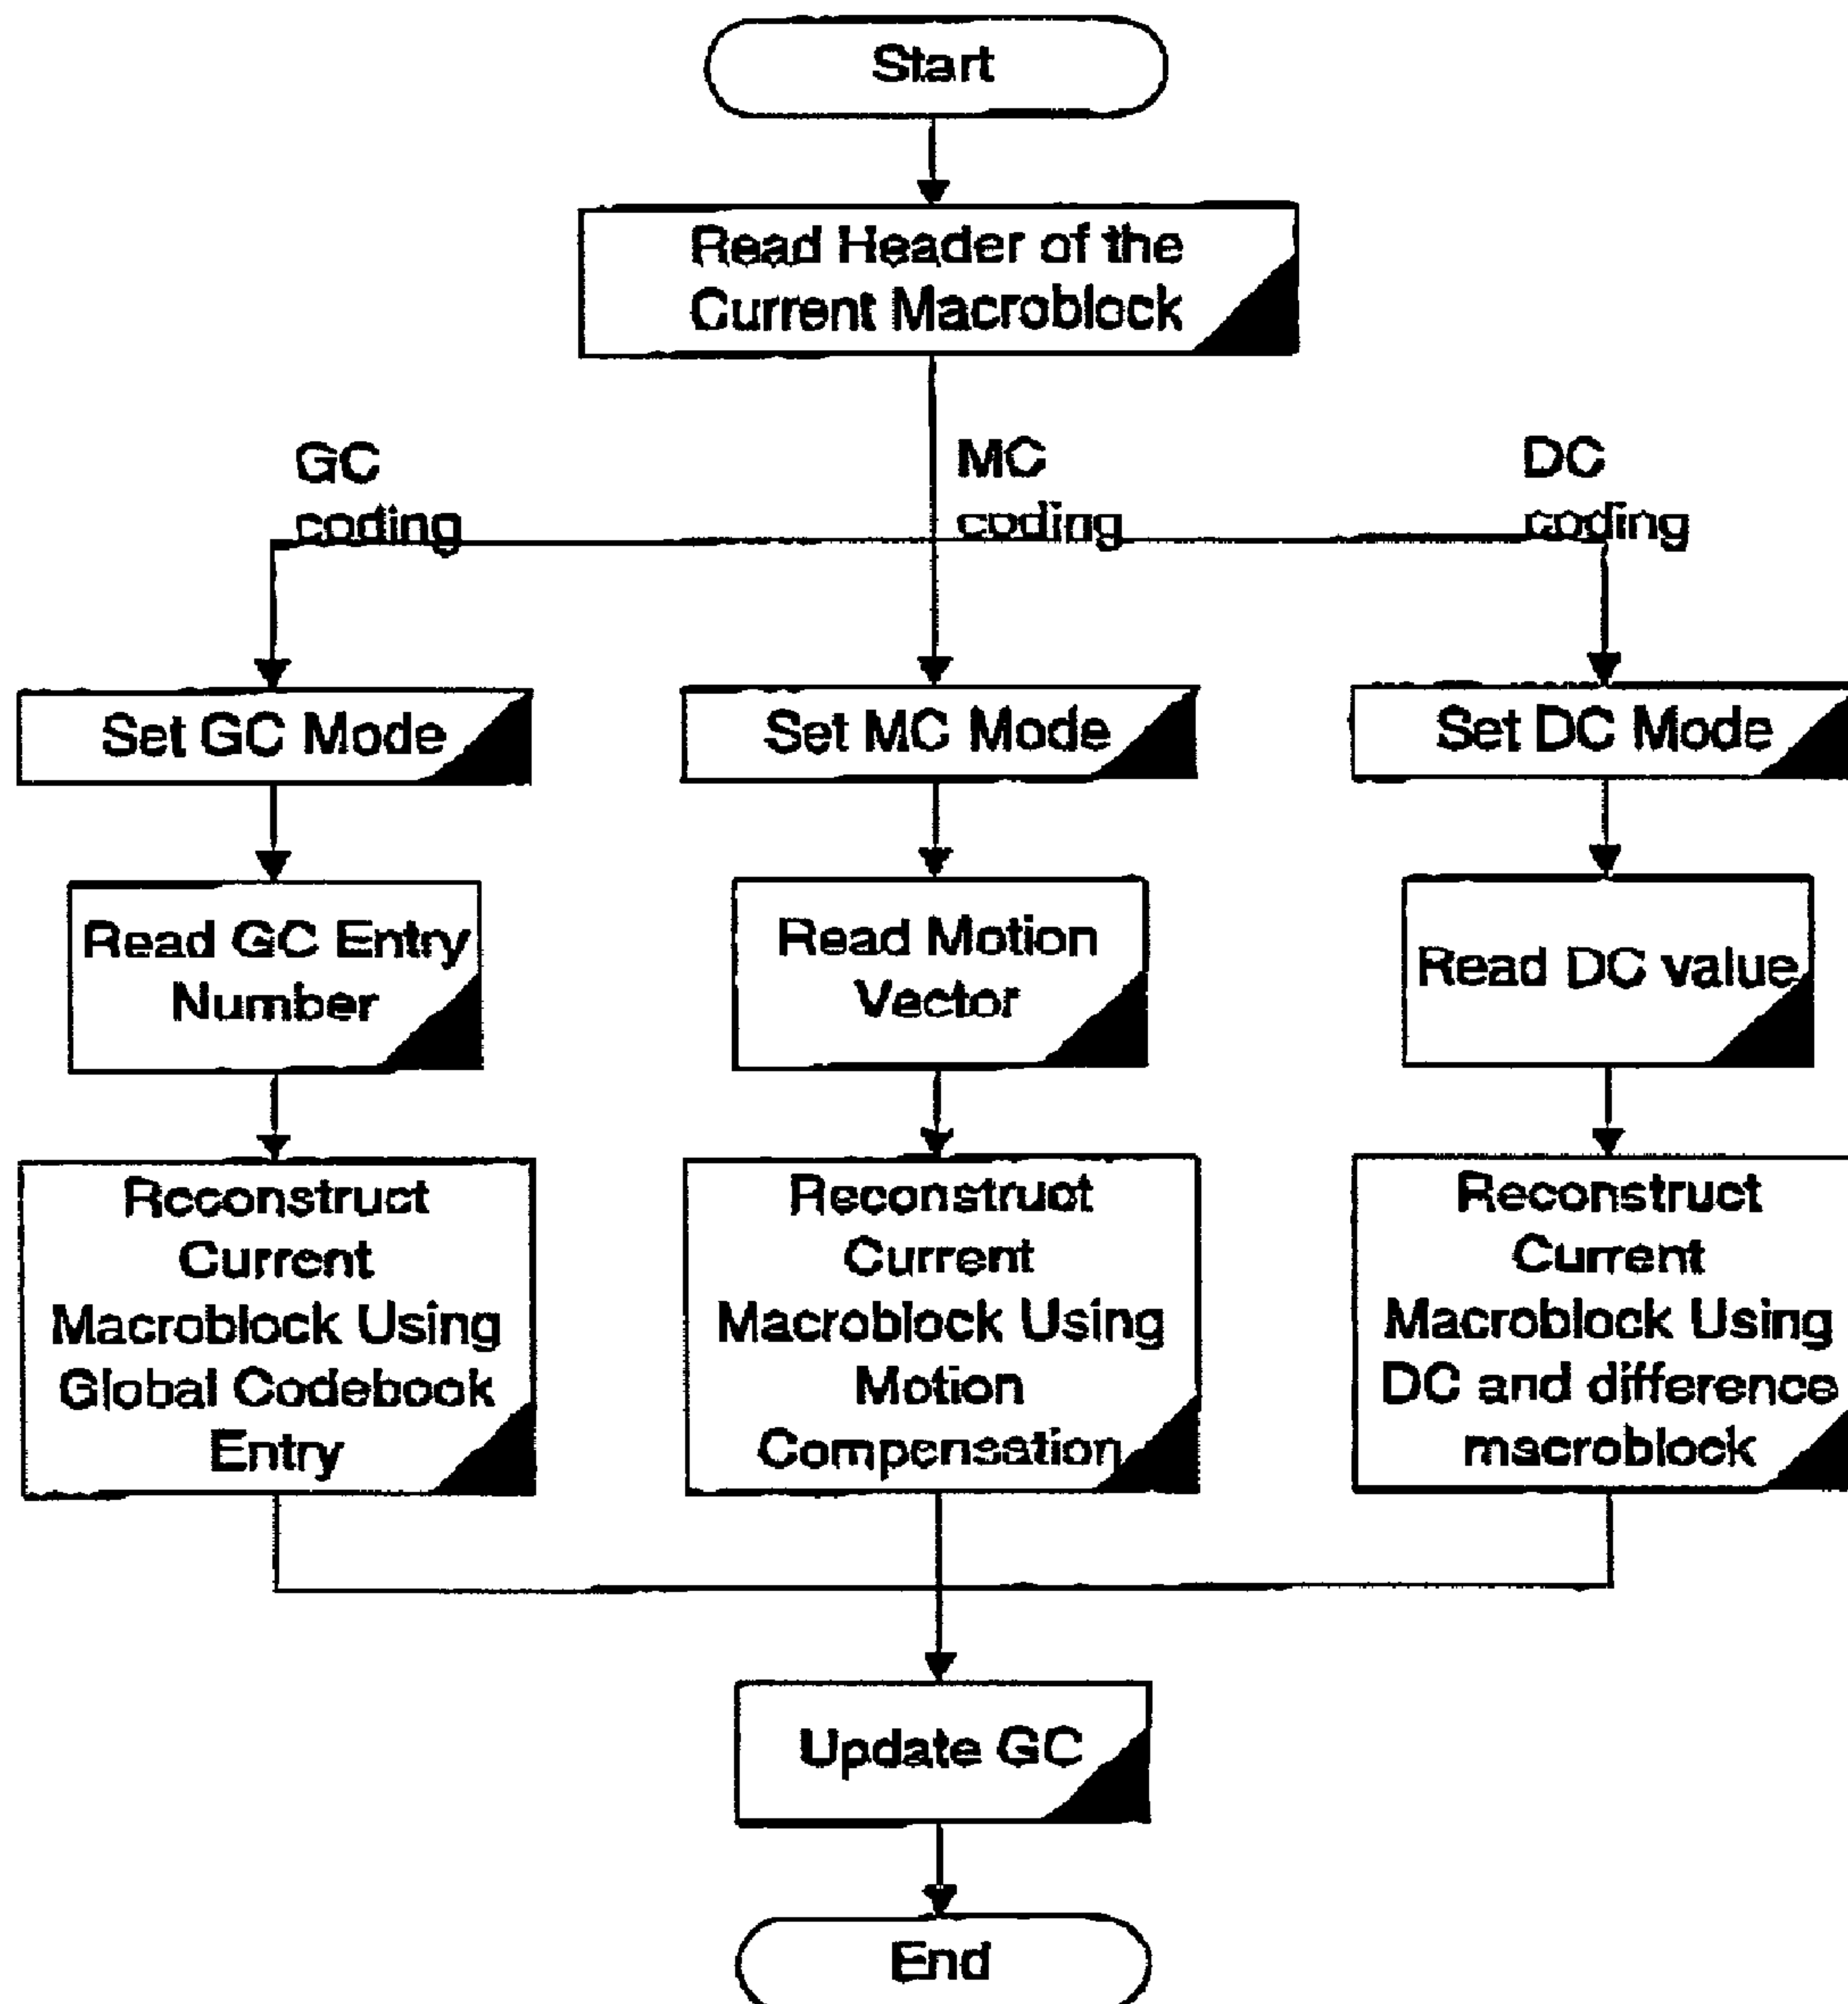 Start
Read Header of the
Current Macroblock
GC
coding
MC
coding
DC
coding
Set GC Mode
Set MC Mode
Set DC Mode
Read GC Entry
Number
Read Motion
Vector
Read DC value
Reconstruct
Current
Macroblock Using
Global Codebook
Entry
Reconstruct
Current
Macroblock Using
Motion
Compensation
Reconstruct
Current
Macroblock Using
DC and difference
macroblock
Update GC
End